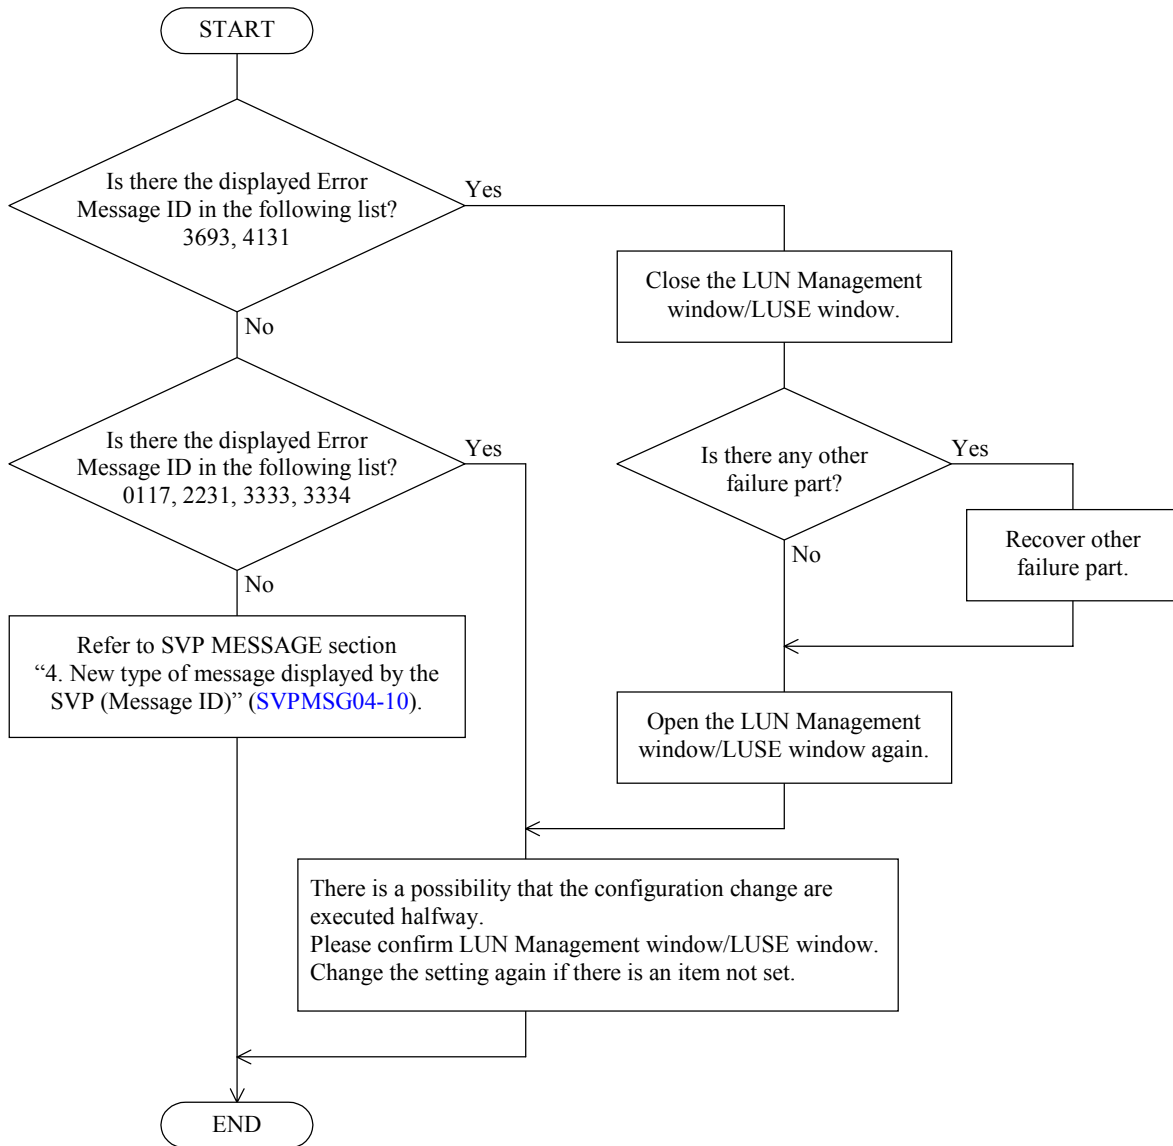 START
Is there the displayed Error
Message ID in the following list?
3693, 4131
Yes
No
Close the LUN Management
window/LUSE window.
Is there the displayed Error
Message ID in the following list?
0117, 2231, 3333, 3334
Yes
No
Is there any other
failure part?
Yes
No
Recover other
failure part.
Refer to SVP MESSAGE section
“4. New type of message displayed by the
SVP (Message ID)” (SVPMSG04-10).
Open the LUN Management
window/LUSE window again.
There is a possibility that the configuration change are
executed halfway.
Please confirm LUN Management window/LUSE window.
Change the setting again if there is an item not set.
END